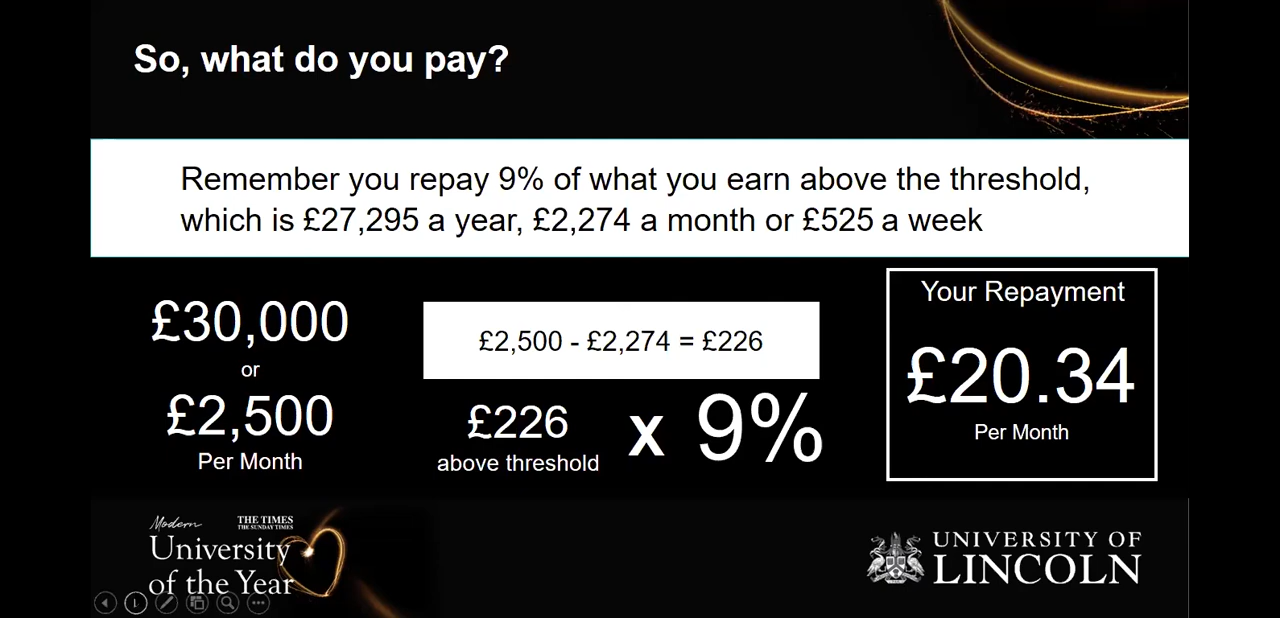 So, what do you pay?
Remember you repay 9% of what you earn above the threshold,
which is £27,295 a year, £2,274 a month or £525 a week
£30,000
or
£2,500
Per Month
£2,500 - £2,274 = £226
£226
above threshold
x 9%
Your Repayment
£20.34
Per Month
Modern
THE TIMES
THE SUNDAY TIMES
University
of the Year
UNIVERSITY OF
LINCOLN